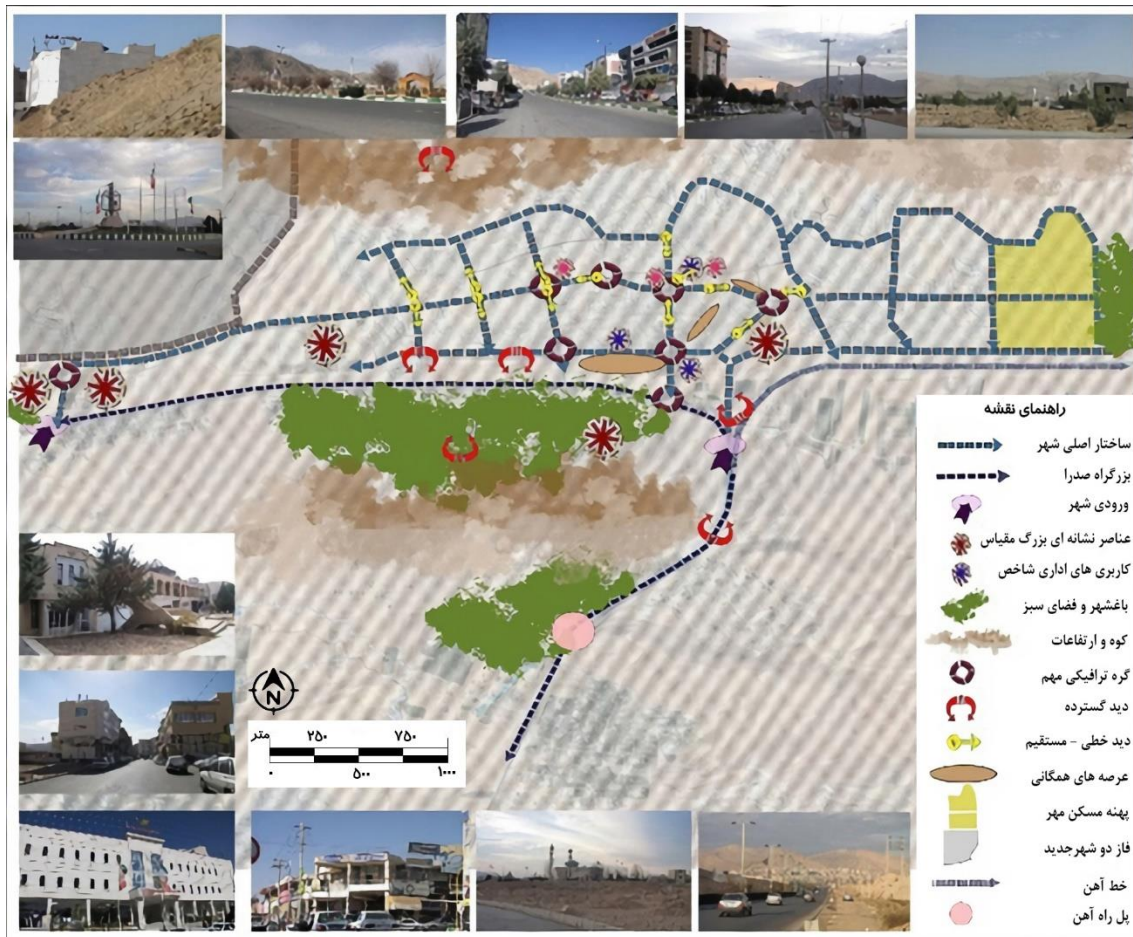 راهنمای نقشه
ساختار اصلی شهر
بزرگراه صدرا
ورودی شهر
عناصر نشانه ای بزرگ مقیاس
کاربری های اداری شاخص
باغشهر و فضای سبز
کوه و ارتفاعات
گره ترافیکی مهم
دید گسترده
دید خطی - مستقیم
عرصه های همگانی
پهنه مسکن مهر
فاز دو شهرجدید
خط آهن
پل راه آهن
N
متر ۲۵۰ ۷۵۰
۰ ۵۰۰ ۱۰۰۰